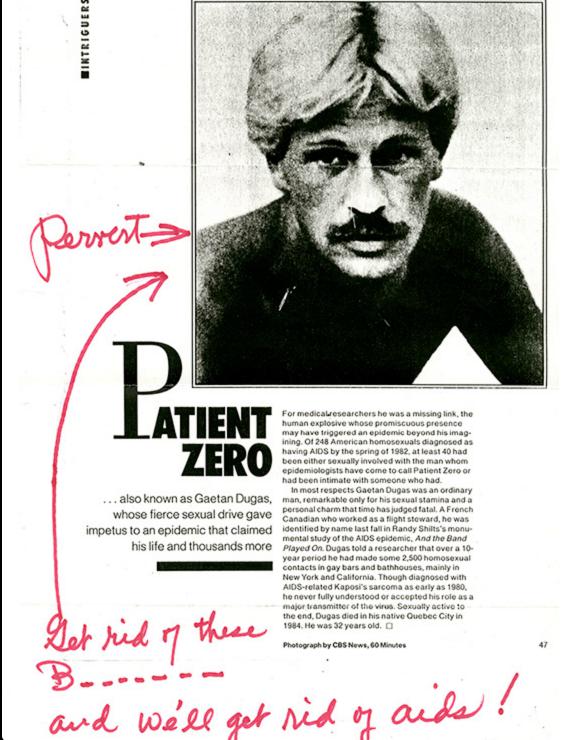 INTRIGUERS
Pervert
PATIENT
ZERO
... also known as Gaetan Dugas,
whose fierce sexual drive gave
impetus to an epidemic that claimed
his life and thousands more
For medical researchers he was a missing link, the
human explosive whose promiscuous presence
may have triggered an epidemic beyond his imag-
ining. Of 248 American homosexuals diagnosed as
having AIDS by the spring of 1982, at least 40 had
been either sexually involved with the man whom
epidemiologists have come to call Patient Zero or
had been intimate with someone who had.
In most respects Gaetan Dugas was an ordinary
man, remarkable only for his sexual stamina and a
personal charm that time has judged fatal. A French
Canadian who worked as a flight steward, he was
identified by name last fall in Randy Shilts's monu-
mental study of the AIDS epidemic, And the Band
Played On. Dugas told a researcher that over a 10-
year period he had made some 2,500 homosexual
contacts in gay bars and bathhouses, mainly in
New York and California. Though diagnosed with
AIDS-related Kaposi's sarcoma as early as 1980,
he never fully understood or accepted his role as a
major transmitter of the virus. Sexually active to
the end, Dugas died in his native Quebec City in
1984. He was 32 years old. □
Photograph by CBS News, 60 Minutes
47
Get rid of these
B-------
and we'll get rid of aids!